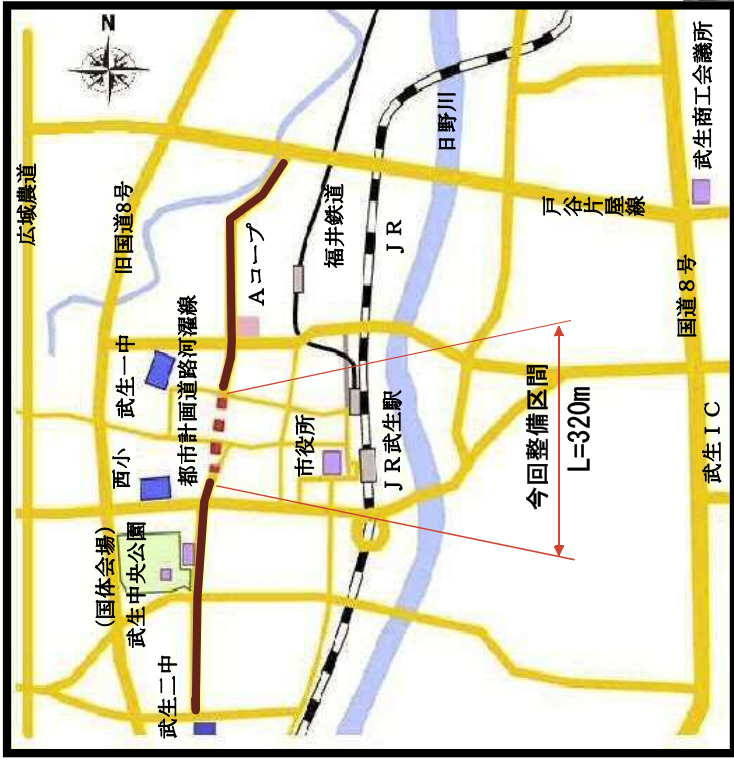 N
広域農道
旧国道8号
武生一中
西小
都市計画道路河濯線
Aコープ
福井鉄道
JR
日野川
戸谷片屋線
武生商工会議所
国道8号
市役所
JR武生駅
今回整備区間
L=320m
武生IC
(国体会場)
武生中央公園
武生二中